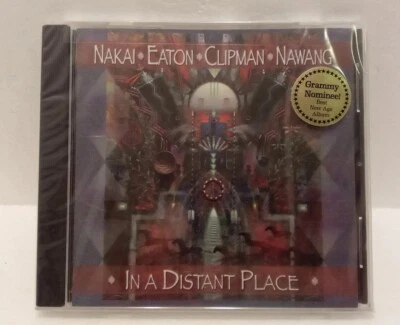 NAKAI • EATON • CLIPMAN • NAWANG
Grammy
Nominee!
Best
New Age
Album
• IN A DISTANT PLACE •